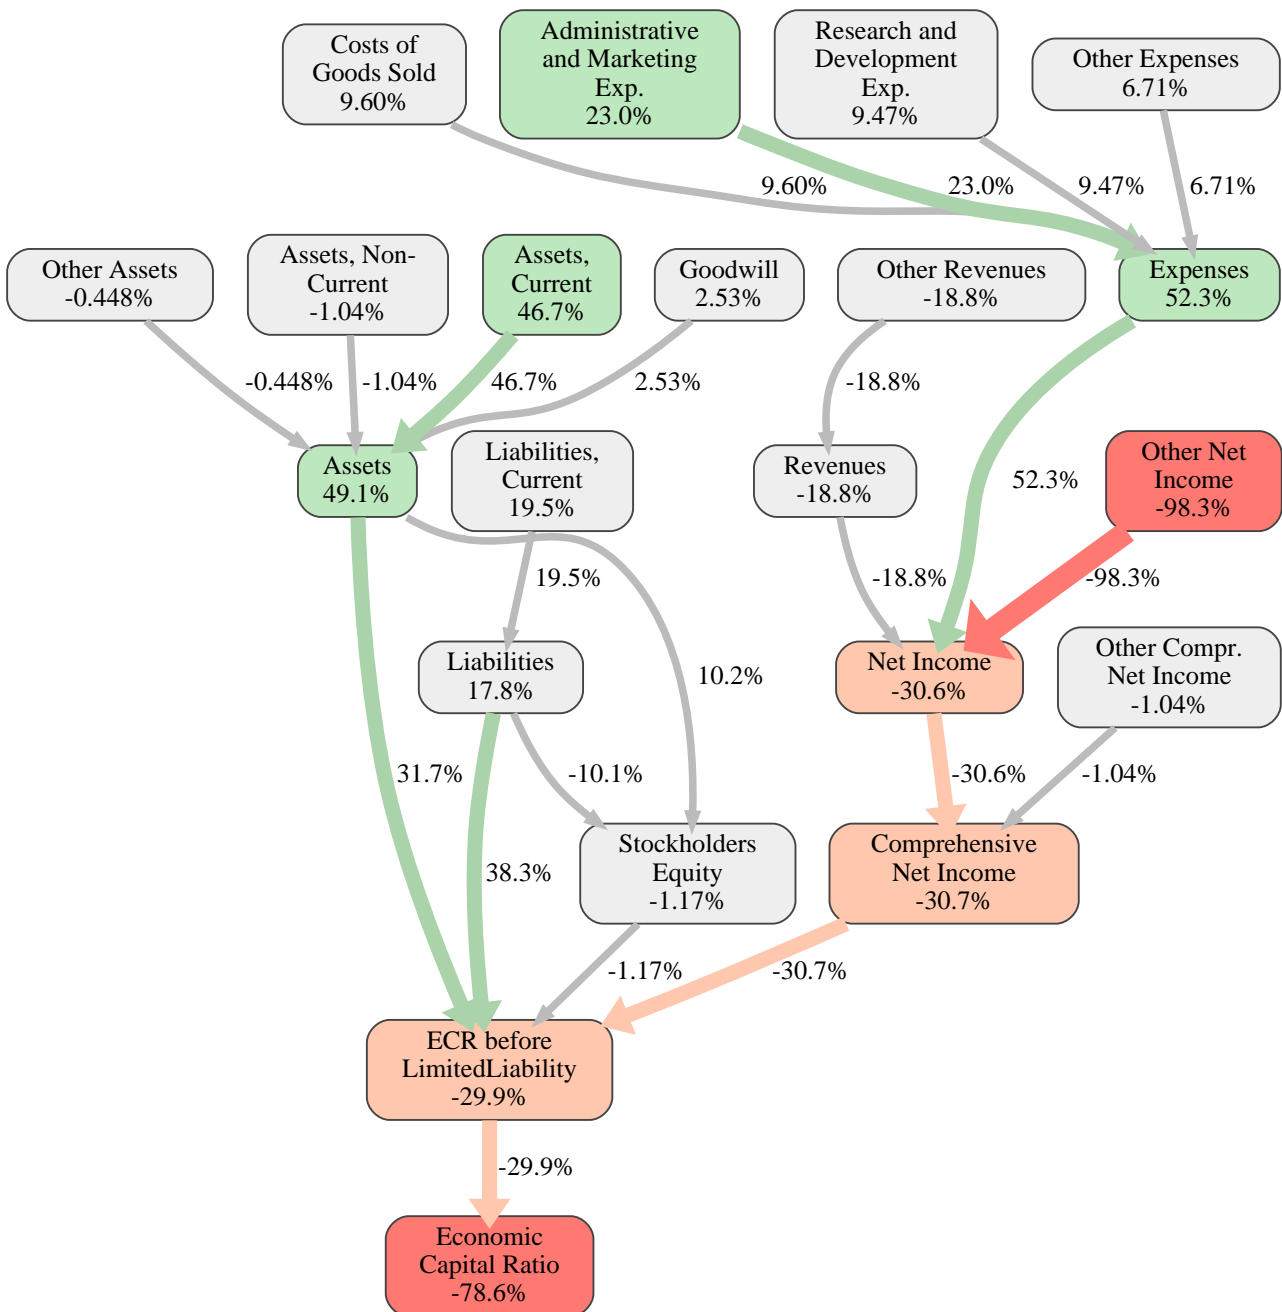 Costs of
Goods Sold
9.60%
Administrative
and Marketing
Exp.
23.0%
Research and
Development
Exp.
9.47%
Other Expenses
6.71%
9.60%
23.0%
9.47%
6.71%
Other Assets
-0.448%
Assets, Non-
Current
-1.04%
Assets,
Current
46.7%
Goodwill
2.53%
Other Revenues
-18.8%
Expenses
52.3%
-0.448%
-1.04%
46.7%
2.53%
-18.8%
52.3%
Assets
49.1%
Liabilities,
Current
19.5%
Revenues
-18.8%
Other Net
Income
-98.3%
19.5%
-18.8%
-98.3%
Liabilities
17.8%
10.2%
Net Income
-30.6%
Other Compr.
Net Income
-1.04%
31.7%
-10.1%
-30.6%
-1.04%
38.3%
Stockholders
Equity
-1.17%
Comprehensive
Net Income
-30.7%
-1.17%
-30.7%
ECR before
LimitedLiability
-29.9%
-29.9%
Economic
Capital Ratio
-78.6%